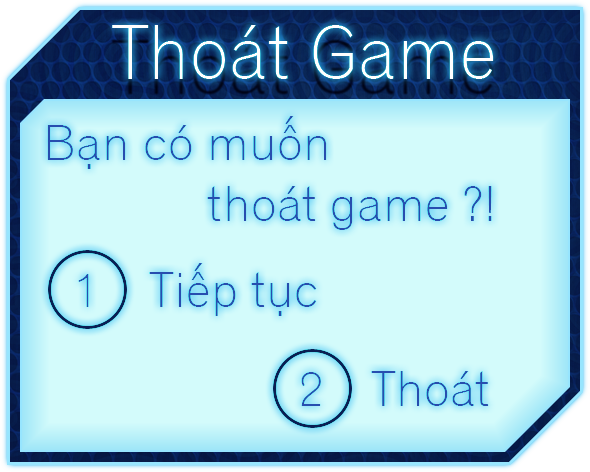 Thoát Game
Bạn có muốn
thoát game ?!
1 Tiếp tục
2 Thoát